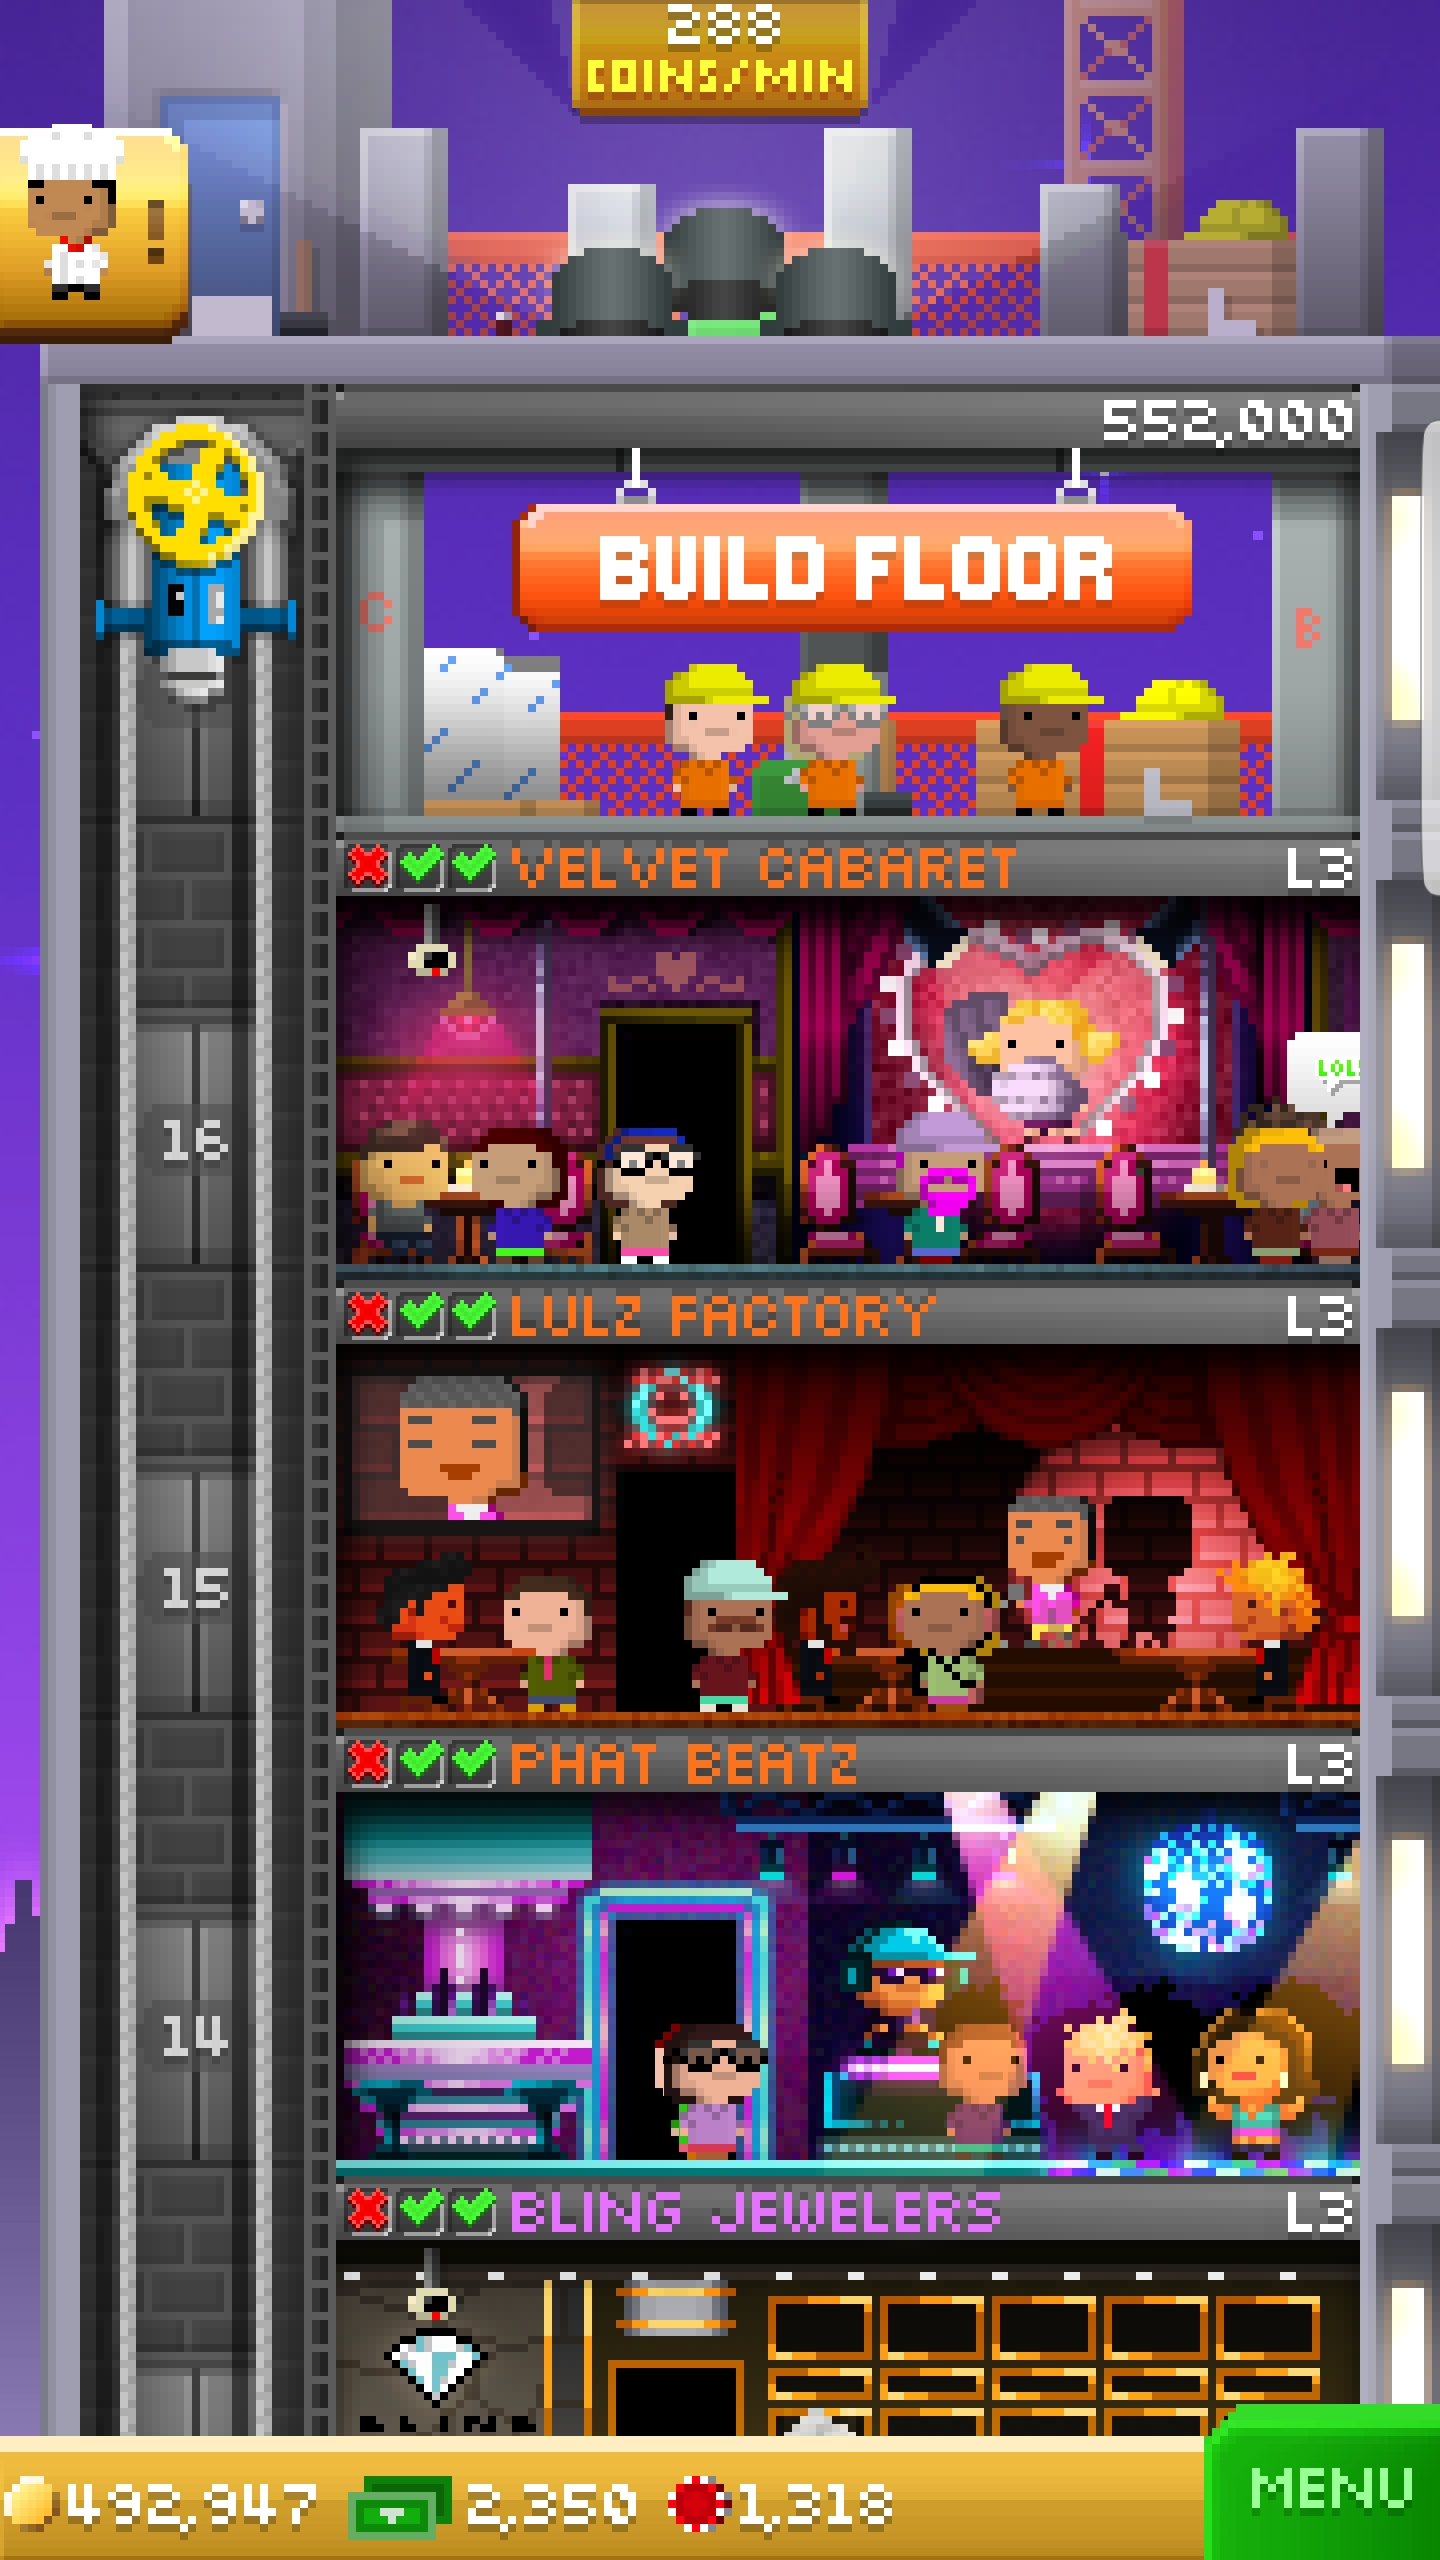 288
COINS/MIN
!
552,000
BUILD FLOOR
C
B
VELVET CABARET L3
LOL
16
LULZ FACTORY L3
15
PHAT BEATZ L3
14
BLING JEWELERS L3
492,947 2,350 1,318
MENU